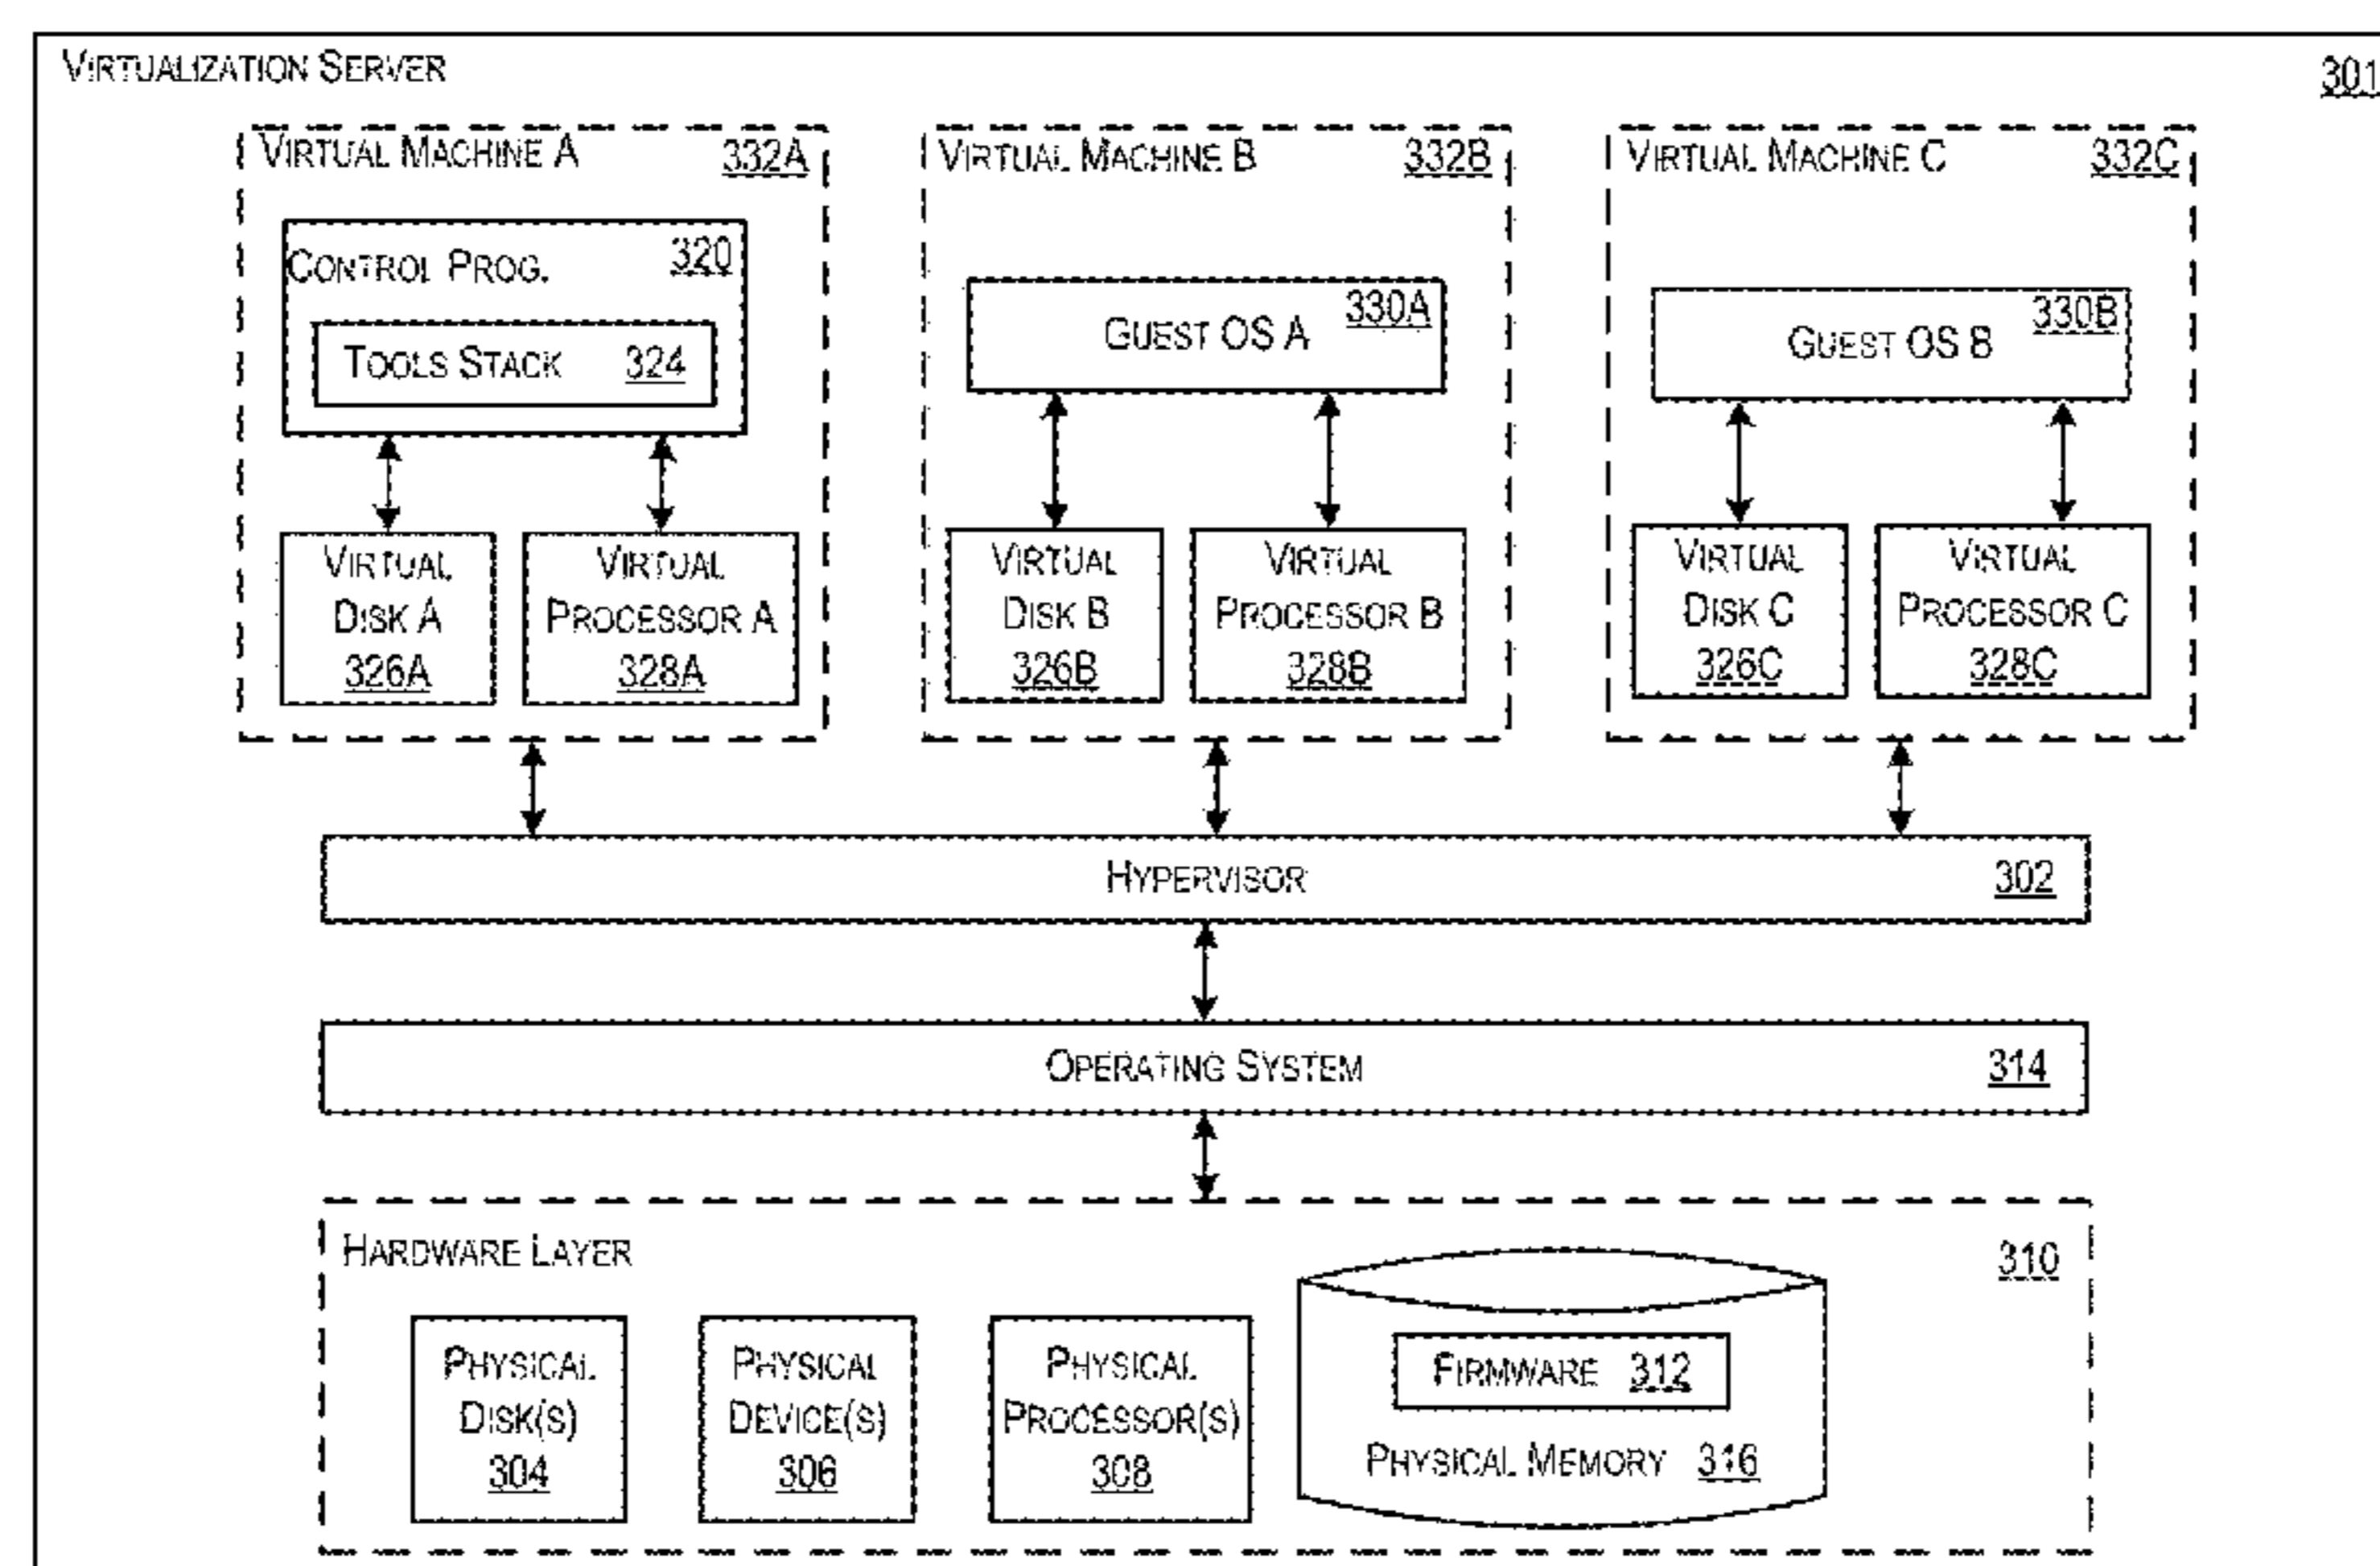 VIRTUALIZATION SERVER 301
VIRTUAL MACHINE A 332A
VIRTUAL MACHINE B 332B
VIRTUAL MACHINE C 332C
CONTROL PROG. 320
TOOLS STACK 324
GUEST OS A 330A
GUEST OS B 330B
VIRTUAL
DISK A
326A
VIRTUAL
PROCESSOR A
328A
VIRTUAL
DISK B
326B
VIRTUAL
PROCESSOR B
328B
VIRTUAL
DISK C
326C
VIRTUAL
PROCESSOR C
328C
HYPERVISOR 302
OPERATING SYSTEM 314
HARDWARE LAYER 310
PHYSICAL
DISK(S)
304
PHYSICAL
DEVICE(S)
306
PHYSICAL
PROCESSOR(S)
308
FIRMWARE 312
PHYSICAL MEMORY 316